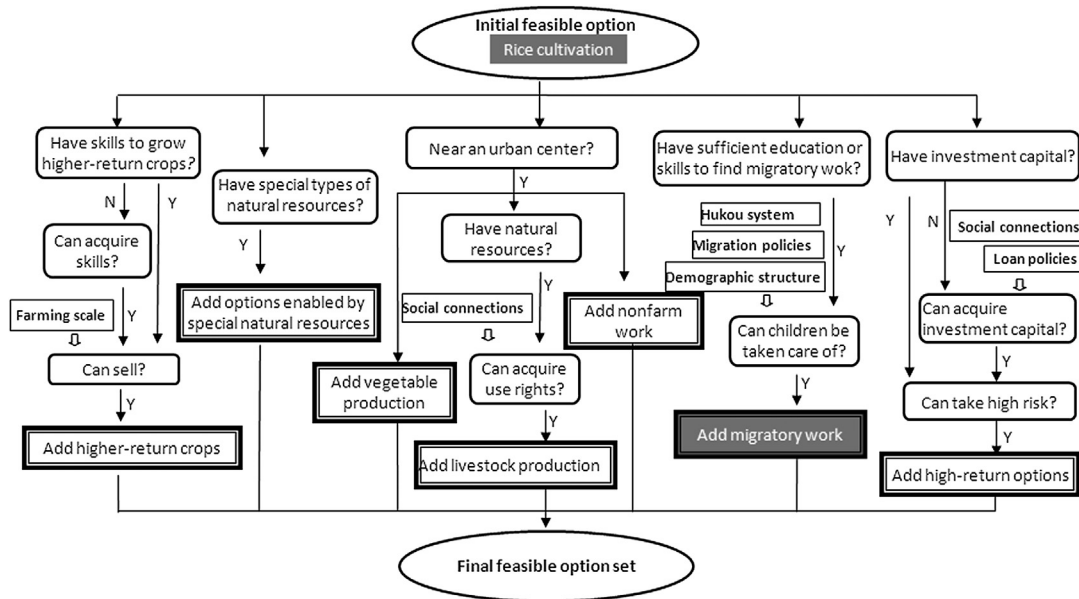 Initial feasible option
Rice cultivation
Have skills to grow
higher-return crops?
Have special types of
natural resources?
Near an urban center?
Have sufficient education or
skills to find migratory wok?
Have investment capital?
N
Y
Y
Y
Y
Y
N
Can acquire
skills?
Have natural
resources?
Hukou system
Migration policies
Demographic structure
Social connections
Loan policies
Farming scale
Y
Add options enabled by
special natural resources
Social connections
Y
Add nonfarm
work
Can children be
taken care of?
Can acquire
investment capital?
Can sell?
Add vegetable
production
Can acquire
use rights?
Y
Y
Can take high risk?
Y
Y
Y
Add higher-return crops
Add livestock production
Add migratory work
Add high-return options
Final feasible option set